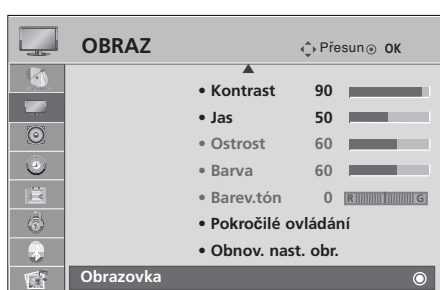 OBRAZ Přesun OK
• Kontrast 90
• Jas 50
• Ostrost 60
• Barva 60
• Barev.tón 0 R G
• Pokročilé ovládání
• Obnov. nast. obr.
Obrazovka